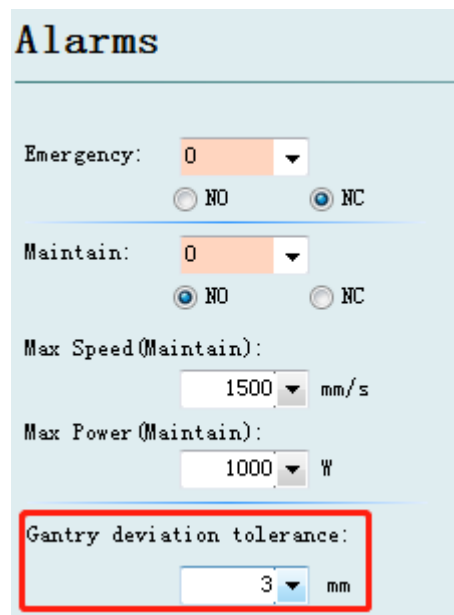 Alarms
Emergency: 0
NO NC
Maintain: 0
NO NC
Max Speed(Maintain):
1500 mm/s
Max Power(Maintain):
1000 W
Gantry deviation tolerance:
3 mm